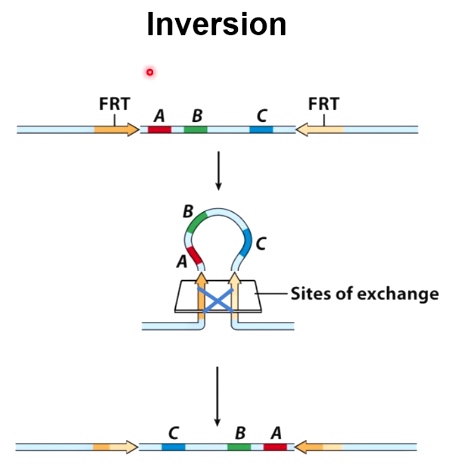 Inversion
FRT A B C FRT
B
C
A
Sites of exchange
C B A